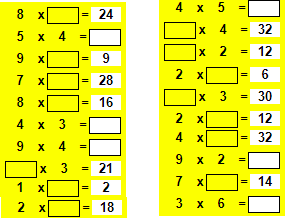 8 x = 24
5 x 4 =
9 x = 9
7 x = 28
8 x = 16
4 x 3 =
9 x 4 =
x 3 = 21
1 x = 2
2 x = 18
4 x 5 =
x 4 = 32
x 2 = 12
2 x = 6
x 3 = 30
2 x = 12
4 x = 32
9 x 2 =
7 x = 14
3 x 6 =